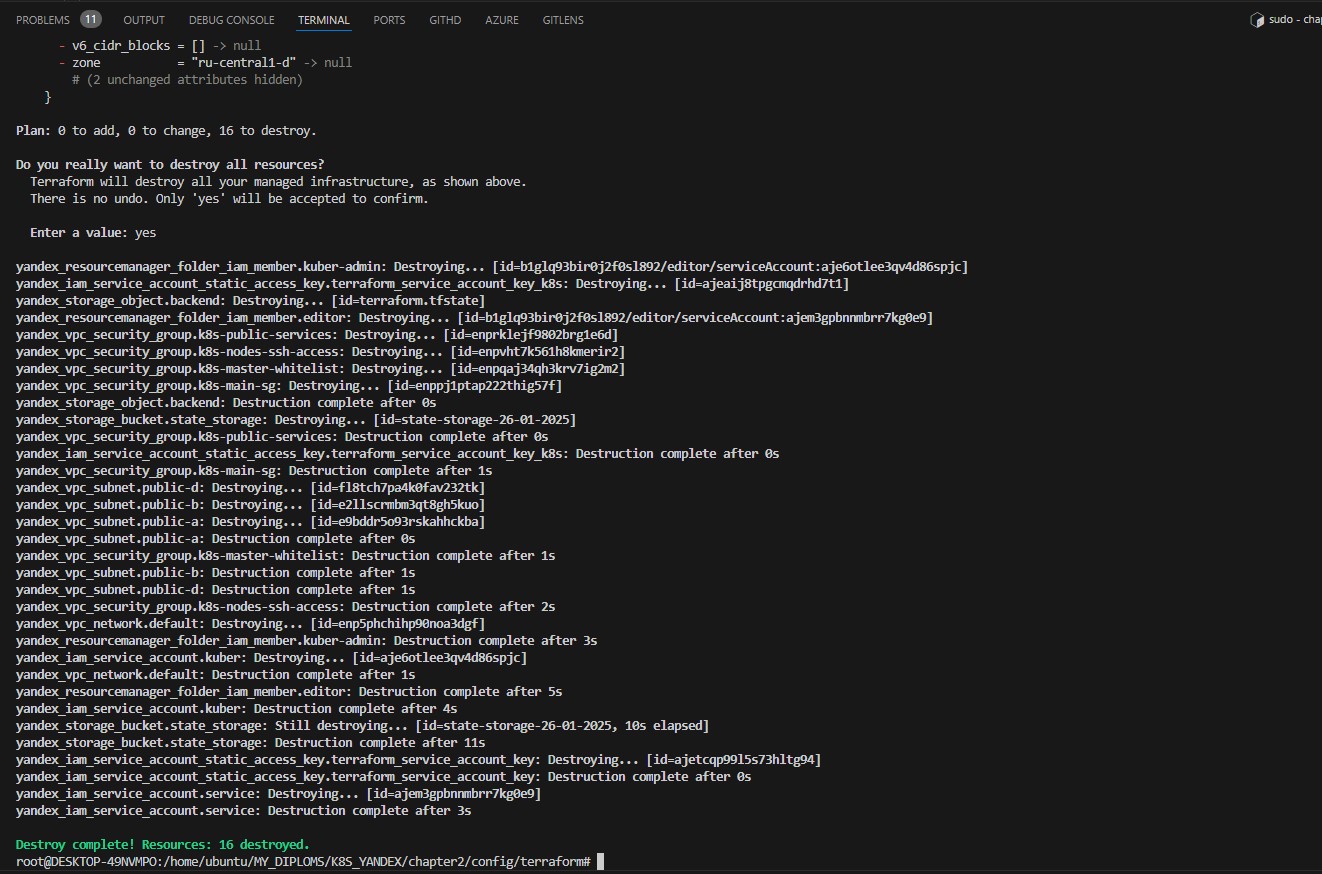 PROBLEMS 11 OUTPUT DEBUG CONSOLE TERMINAL PORTS GITHD AZURE GITLENS sudo - chap
- v6_cidr_blocks = [] -> null
- zone = "ru-central1-d" -> null
# (2 unchanged attributes hidden)
}
Plan: 0 to add, 0 to change, 16 to destroy.
Do you really want to destroy all resources?
Terraform will destroy all your managed infrastructure, as shown above.
There is no undo. Only 'yes' will be accepted to confirm.
Enter a value: yes
yandex_resourcemanager_folder_iam_member.kuber-admin: Destroying... [id=b1glq93bir0j2f0sl892/editor/serviceAccount:aje6otlee3qv4d86spjc]
yandex_iam_service_account_static_access_key.terraform_service_account_key_k8s: Destroying... [id=ajeaij8tpgcmqdrhd7t1]
yandex_storage_object.backend: Destroying... [id=terraform.tfstate]
yandex_resourcemanager_folder_iam_member.editor: Destroying... [id=b1glq93bir0j2f0sl892/editor/serviceAccount:ajem3gpbnnmbrr7kg0e9]
yandex_vpc_security_group.k8s-public-services: Destroying... [id=enprklejf9802brg1e6d]
yandex_vpc_security_group.k8s-nodes-ssh-access: Destroying... [id=enpvht7k561h8kmerir2]
yandex_vpc_security_group.k8s-master-whitelist: Destroying... [id=enpqaj34qh3krv7ig2m2]
yandex_vpc_security_group.k8s-main-sg: Destroying... [id=enppj1ptap222thig57f]
yandex_storage_object.backend: Destruction complete after 0s
yandex_storage_bucket.state_storage: Destroying... [id=state-storage-26-01-2025]
yandex_vpc_security_group.k8s-public-services: Destruction complete after 0s
yandex_iam_service_account_static_access_key.terraform_service_account_key_k8s: Destruction complete after 0s
yandex_vpc_security_group.k8s-main-sg: Destruction complete after 1s
yandex_vpc_subnet.public-d: Destroying... [id=fl8tch7pa4k0fav232tk]
yandex_vpc_subnet.public-b: Destroying... [id=e2llscrmbm3qt8gh5kuo]
yandex_vpc_subnet.public-a: Destroying... [id=e9bddr5o93rskahhckba]
yandex_vpc_subnet.public-a: Destruction complete after 0s
yandex_vpc_security_group.k8s-master-whitelist: Destruction complete after 1s
yandex_vpc_subnet.public-b: Destruction complete after 1s
yandex_vpc_subnet.public-d: Destruction complete after 1s
yandex_vpc_security_group.k8s-nodes-ssh-access: Destruction complete after 2s
yandex_vpc_network.default: Destroying... [id=enp5phchihp90noa3dgf]
yandex_resourcemanager_folder_iam_member.kuber-admin: Destruction complete after 3s
yandex_iam_service_account.kuber: Destroying... [id=aje6otlee3qv4d86spjc]
yandex_vpc_network.default: Destruction complete after 1s
yandex_resourcemanager_folder_iam_member.editor: Destruction complete after 5s
yandex_iam_service_account.kuber: Destruction complete after 4s
yandex_storage_bucket.state_storage: Still destroying... [id=state-storage-26-01-2025, 10s elapsed]
yandex_storage_bucket.state_storage: Destruction complete after 11s
yandex_iam_service_account_static_access_key.terraform_service_account_key: Destroying... [id=ajetcqp99l5s73hltg94]
yandex_iam_service_account_static_access_key.terraform_service_account_key: Destruction complete after 0s
yandex_iam_service_account.service: Destroying... [id=ajem3gpbnnmbrr7kg0e9]
yandex_iam_service_account.service: Destruction complete after 3s
Destroy complete! Resources: 16 destroyed.
root@DESKTOP-49NVMPO:/home/ubuntu/MY_DIPLOMS/K8S_YANDEX/chapter2/config/terraform#